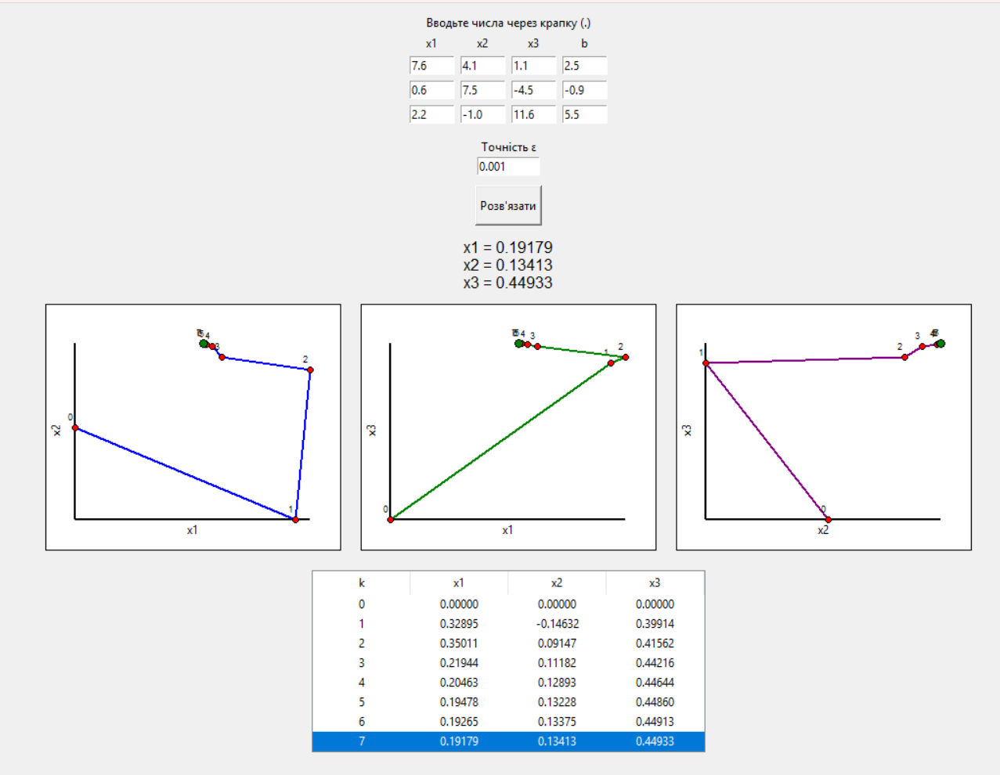 Вводьте числа через крапку (.)
x1 x2 x3 b
7.6 4.1 1.1 2.5
0.6 7.5 -4.5 -0.9
2.2 -1.0 11.6 5.5
Точність ε
0.001
Розв'язати
x1 = 0.19179
x2 = 0.13413
x3 = 0.44933
4 3 2 0 1
x2
x1
4 3 2 1 0
x3
x1
3 2 1 0
x3
x2
k x1 x2 x3
0 0.00000 0.00000 0.00000
1 0.32895 -0.14632 0.39914
2 0.35011 0.09147 0.41562
3 0.21944 0.11182 0.44216
4 0.20463 0.12893 0.44644
5 0.19478 0.13228 0.44860
6 0.19265 0.13375 0.44913
7 0.19179 0.13413 0.44933